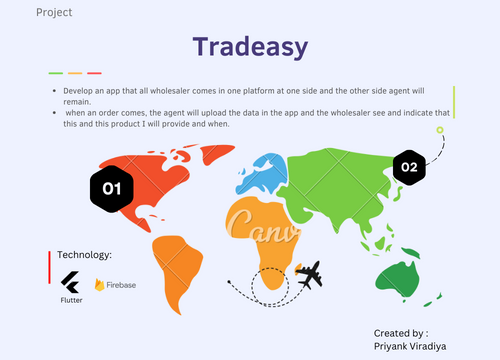 Project
Tradeasy
• Develop an app that all wholesaler comes in one platform at one side and the other side agent will
remain.
• when an order comes, the agent will upload the data in the app and the wholesaler see and indicate that
this and this product I will provide and when.
01
02
Canva
Technology:
Flutter
Firebase
Created by :
Priyank Viradiya